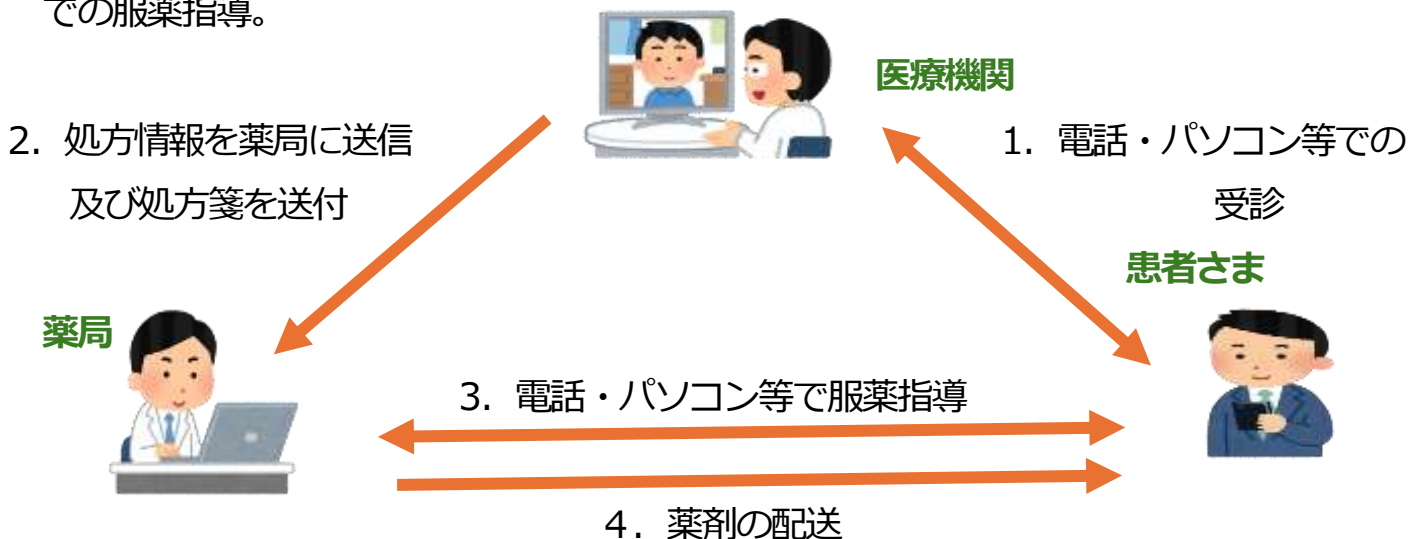 での服薬指導。
医療機関
2. 処方情報を薬局に送信
及び処方箋を送付
1. 電話・パソコン等での
受診
患者さま
薬局
3. 電話・パソコン等で服薬指導
4. 薬剤の配送